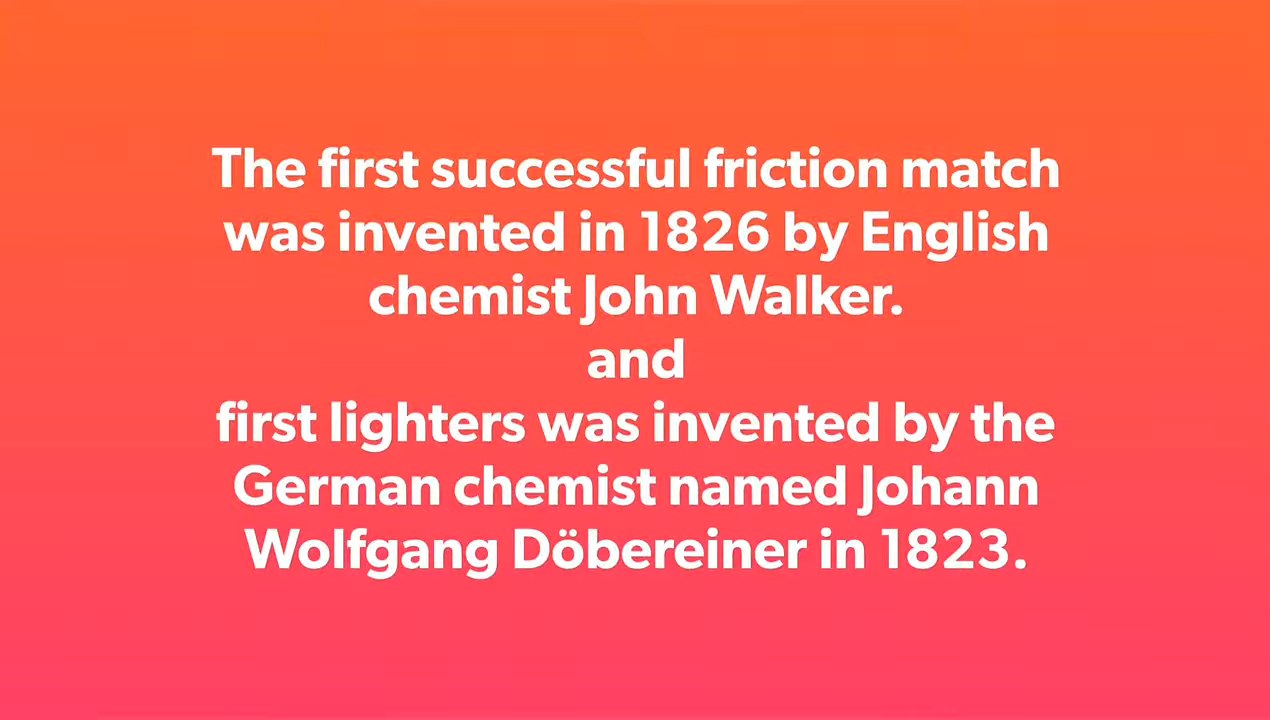 The first successful friction match
was invented in 1826 by English
chemist John Walker.
and
first lighters was invented by the
German chemist named Johann
Wolfgang Döbereiner in 1823.